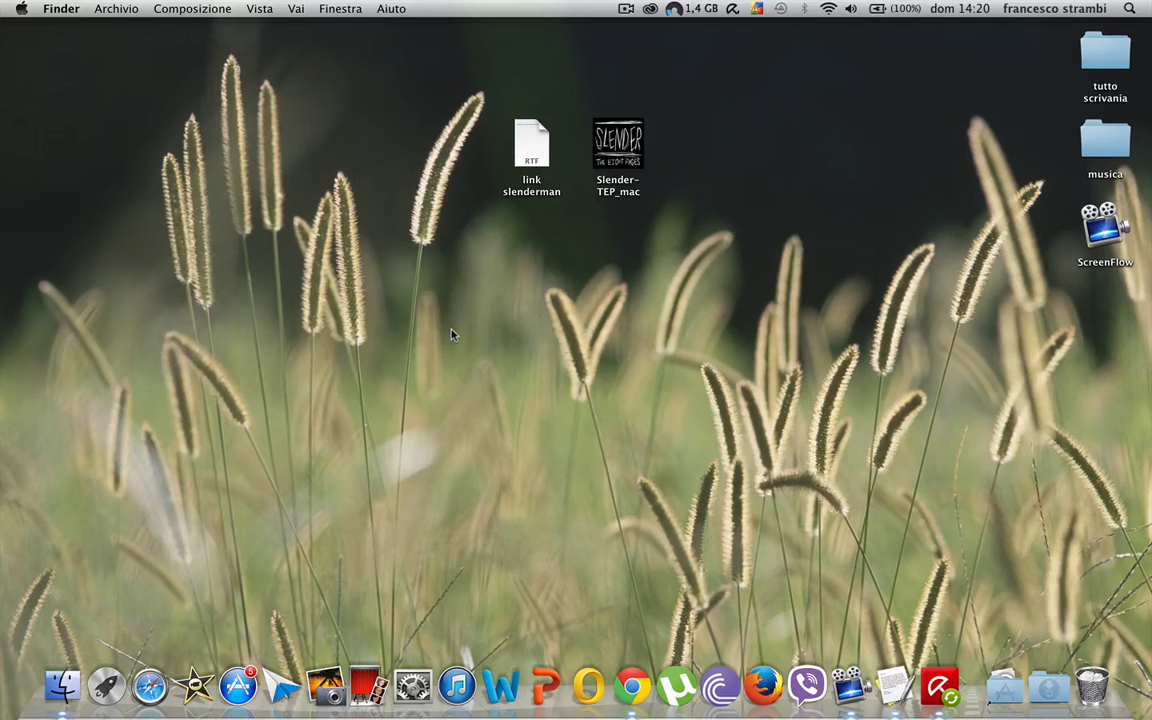 Finder Archivio Composizione Vista Vai Finestra Aiuto 1,4 GB (100%) dom 14:20 francesco strambi
tutto
scrivania
SLENDER
THE EIGHT PAGES
RTF
link
slenderman
Slender-
TEP_mac
musica
ScreenFlow
5